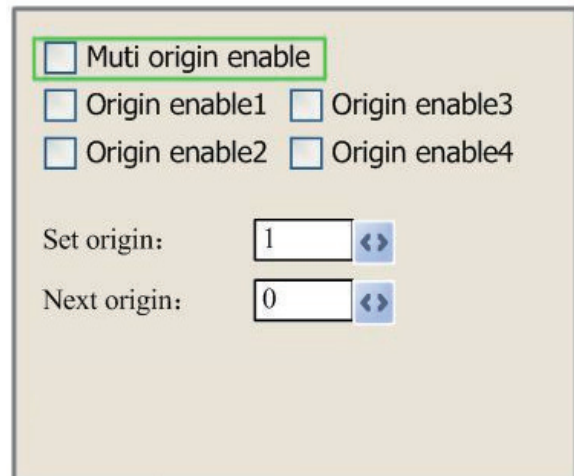 Muti origin enable
Origin enable1 Origin enable3
Origin enable2 Origin enable4
Set origin: 1
Next origin: 0